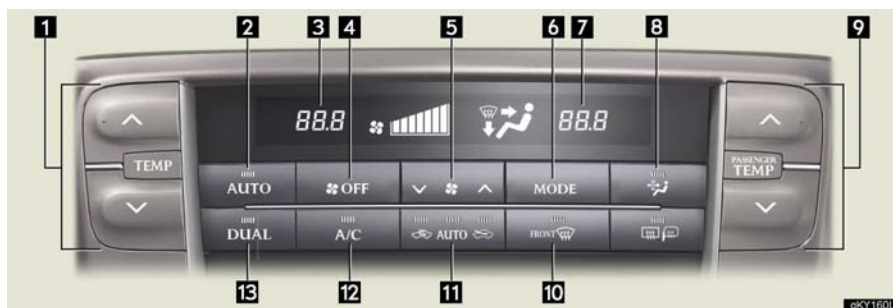 1 2 3 4 5 6 7 8 9
88.8 88.8
TEMP
PASSENGER
TEMP
AUTO OFF MODE
DUAL A/C AUTO FRONT
13 12 11 10